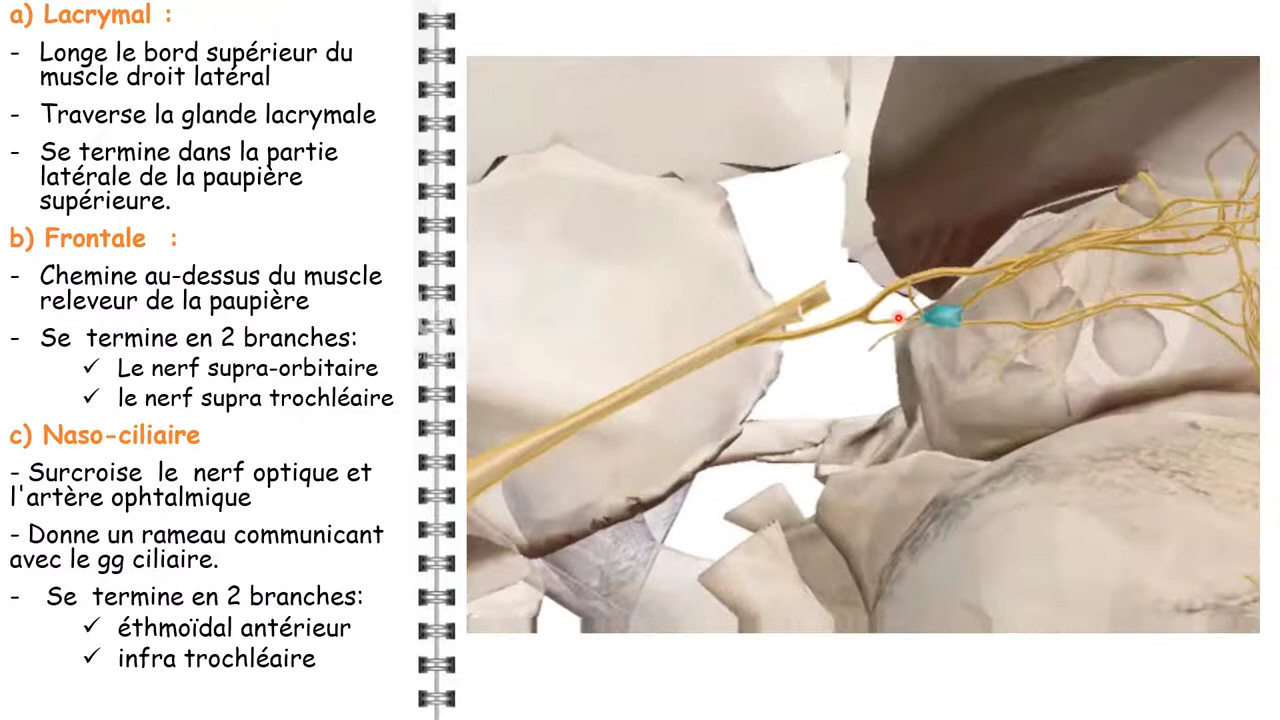 a) Lacrymal :
- Longe le bord supérieur du
muscle droit latéral
- Traverse la glande lacrymale
- Se termine dans la partie
latérale de la paupière
supérieure.
b) Frontale :
- Chemine au-dessus du muscle
releveur de la paupière
- Se termine en 2 branches:
✓ Le nerf supra-orbitaire
✓ le nerf supra trochléaire
c) Naso-ciliaire
- Surcroise le nerf optique et
l'artère ophtalmique
- Donne un rameau communicant
avec le gg ciliaire.
- Se termine en 2 branches:
✓ éthmoïdal antérieur
✓ infra trochléaire